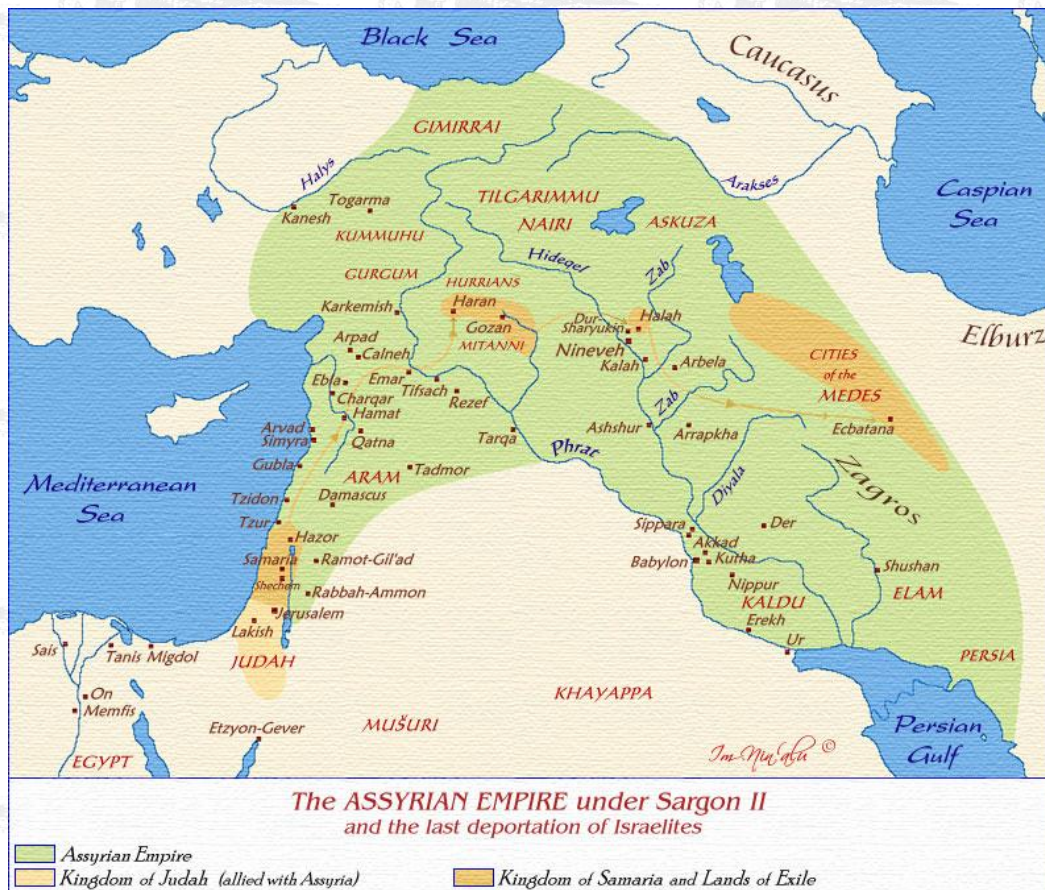 Black Sea
Caucasus
GIMIRRAI
Halys
Arakses
Caspian
Sea
Togarma
Kanesh
TILGARIMMU
NAIRI
ASKUZA
KUMMUHU
Hideqel
Zab
GURGUM
HURRIANS
Karkemish
Haran
Gozan
MITANNI
Dur-
Sharyukin
Halah
Nineveh
Kalah
Arbela
Elburz
CITIES
of the
MEDES
Arpad
Calneh
Ebla
Emar
Tifsach
Charqar
Rezef
Hamat
Zab
Ecbatana
Arvad
Simyra
Qatna
Tarqa
Ashshur
Arrapkha
Phrat
Gubla
ARAM
Tadmor
Diyala
Zagros
Mediterranean
Sea
Tzidon
Damascus
Tzur
Hazor
Sippara
Der
Akkad
Samaria
Ramot-Gil'ad
Babylon
Kutha
Shechem
Nippur
Shushan
Rabbah-Ammon
KALDU
ELAM
Jerusalem
Lakish
Erekh
Ur
Sais
Tanis
Migdol
JUDAH
PERSIA
On
Memfis
KHAYAPPA
Etzyon-Gever
MUŠURI
Persian
Gulf
EGYPT
Im Nin'alu ©
The ASSYRIAN EMPIRE under Sargon II
and the last deportation of Israelites
Assyrian Empire
Kingdom of Judah (allied with Assyria)
Kingdom of Samaria and Lands of Exile